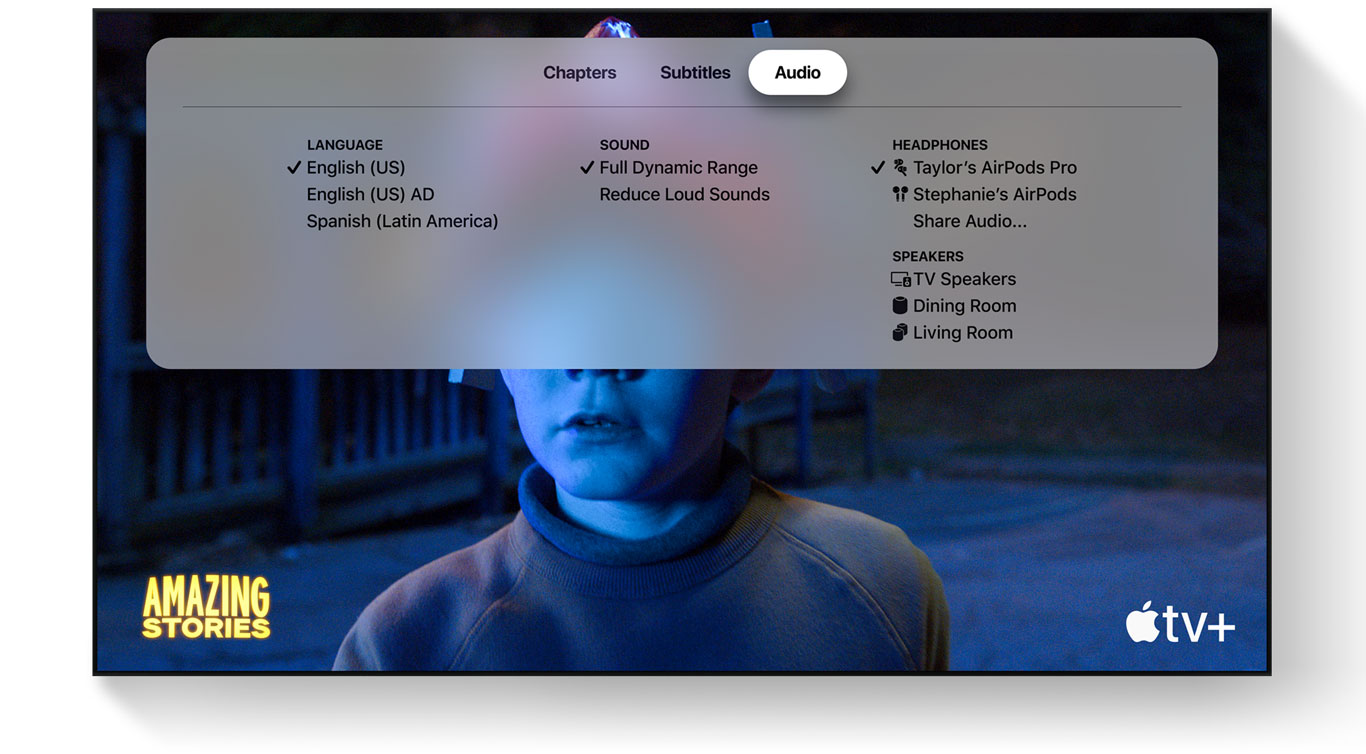 Chapters Subtitles Audio
LANGUAGE
✓ English (US)
English (US) AD
Spanish (Latin America)
SOUND
✓ Full Dynamic Range
Reduce Loud Sounds
HEADPHONES
✓ Taylor’s AirPods Pro
Stephanie’s AirPods
Share Audio...
SPEAKERS
TV Speakers
Dining Room
Living Room
AMAZING
STORIES
tv+